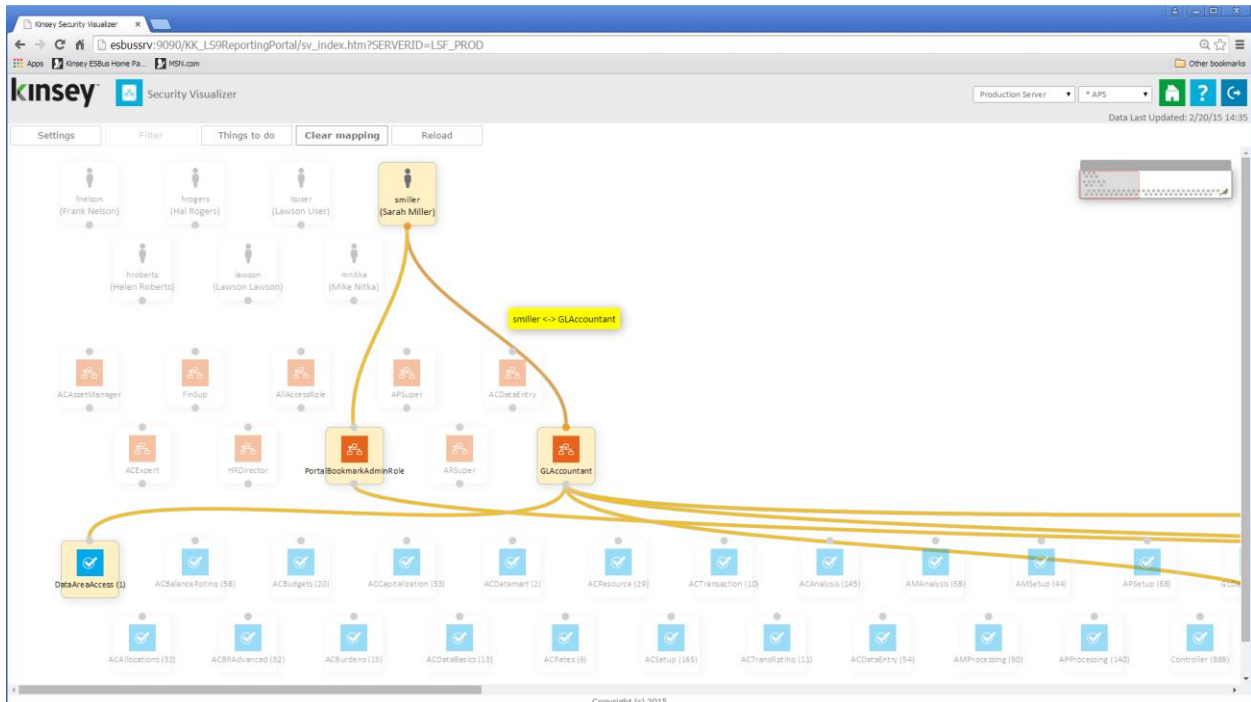 Kinsey Security Visualizer
esbussrv:9090/KK_LS9ReportingPortal/sv_index.htm?SERVERID=LSF_PROD
Apps Kinsey ESBus Home Pa... MSN.com Other bookmarks
kinsey Security Visualizer Production Server * APS ?
Data Last Updated: 2/20/15 14:35
Settings Filter Things to do Clear mapping Reload
fnelson hrogers lsuser smiller
(Frank Nelson) (Hal Rogers) (Lawson User) (Sarah Miller)
hroberts lawson mnitka
(Helen Roberts) (Lawson Lawson) (Mike Nitka)
smiller <-> GLAccountant
ACAssetManager FinSup AllAccessRole APSuper ACDataEntry
ACExpert HRDirector PortalBookmarkAdminRole ARSuper GLAccountant
DataAreaAccess (1) ACBalanceRpting (58) ACBudgets (20) ACCapitalization (33) ACDatamart (2) ACResource (29) ACTransaction (10) ACAnalysis (145) AMAnalysis (68) AMSetup (44) APSetup (68)
ACAllocations (32) ACBRAdvanced (32) ACBurdens (15) ACDataBasics (13) ACRates (6) ACSetup (165) ACTransRpting (11) ACDataEntry (54) AMProcessing (90) APProcessing (140) Controller (888)
Copyright (c) 2015